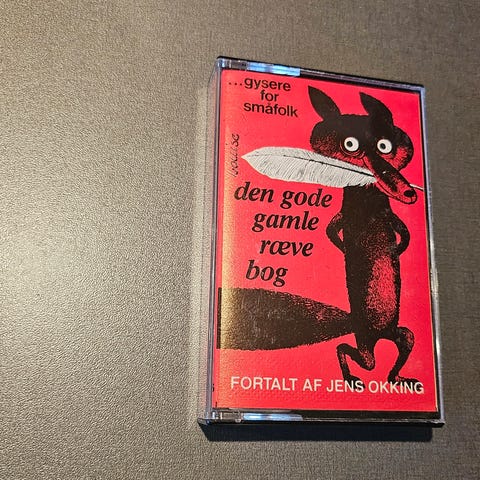 ...gysere
for
småfolk
den gode
gamle
ræve
bog
FORTALT AF JENS OKKING